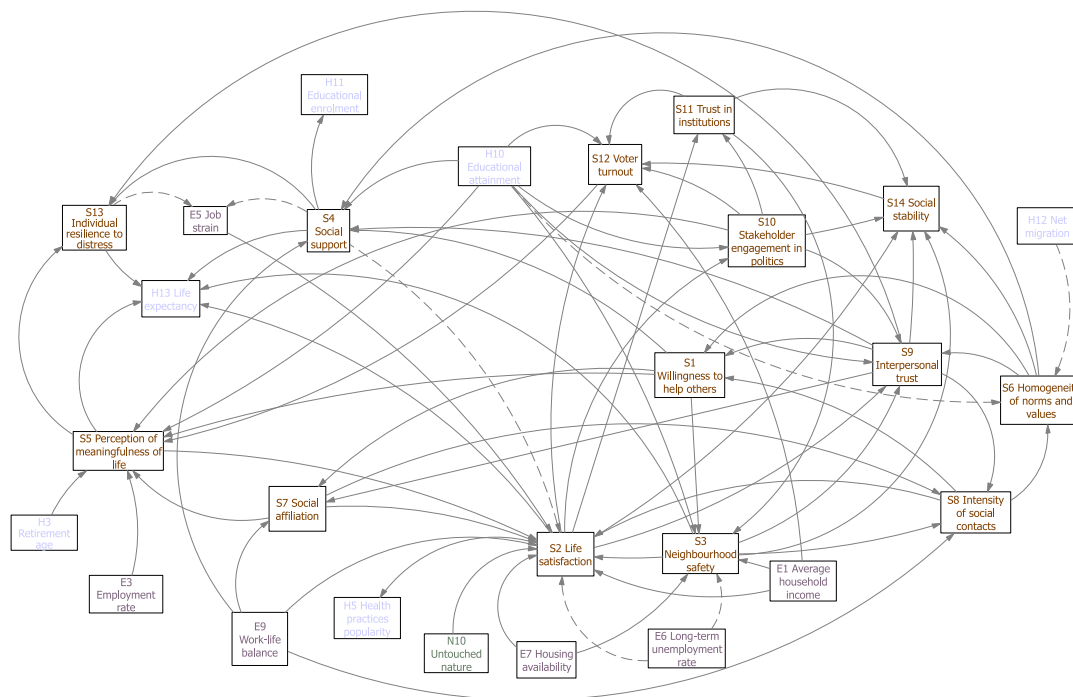 H11
Educational
enrolment
S11 Trust in
institutions
H10
Educational
attainment
S12 Voter
turnout
S14 Social
stability
S13
Individual
resilience to
distress
E5 Job
strain
S4
Social
support
S10
Stakeholder
engagement in
politics
H12 Net
migration
H13 Life
expectancy
S1
Willingness to
help others
S9
Interpersonal
trust
S6 Homogeneity
of norms and
values
S5 Perception of
meaningfulness of
life
S7 Social
affiliation
S8 Intensity
of social
contacts
H3
Retirement
age
S2 Life
satisfaction
S3
Neighbourhood
safety
E1 Average
household
income
E3
Employment
rate
H5 Health
practices
popularity
E9
Work-life
balance
N10
Untouched
nature
E7 Housing
availability
E6 Long-term
unemployment
rate